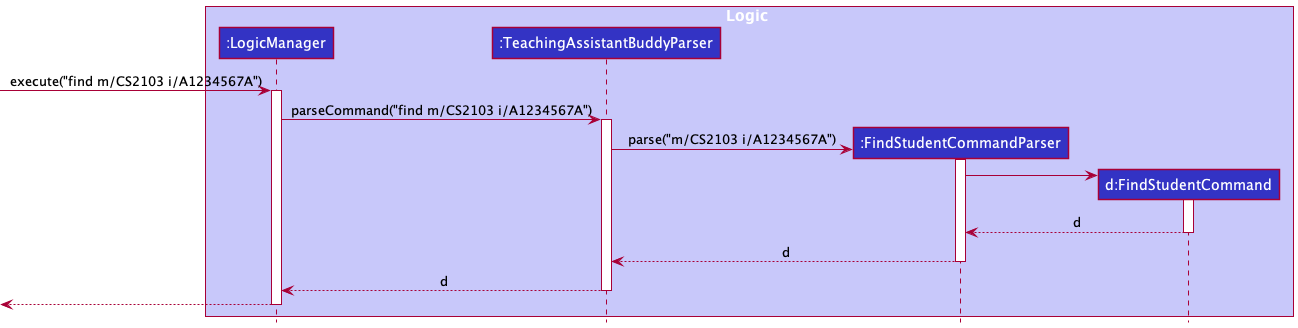 Logic
:LogicManager
:TeachingAssistantBuddyParser
execute("find m/CS2103 i/A1234567A")
parseCommand("find m/CS2103 i/A1234567A")
parse("m/CS2103 i/A1234567A")
:FindStudentCommandParser
d:FindStudentCommand
d
d
d